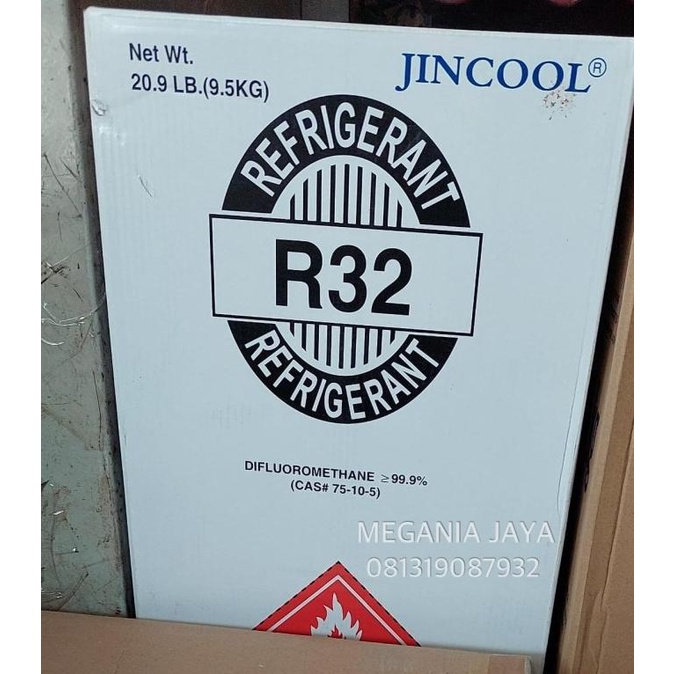 Net Wt.
20.9 LB.(9.5KG)
JINCOOL®
REFRIGERANT
R32
REFRIGERANT
DIFLUOROMETHANE ≥99.9%
(CAS# 75-10-5)
MEGANIA JAYA
081319087932